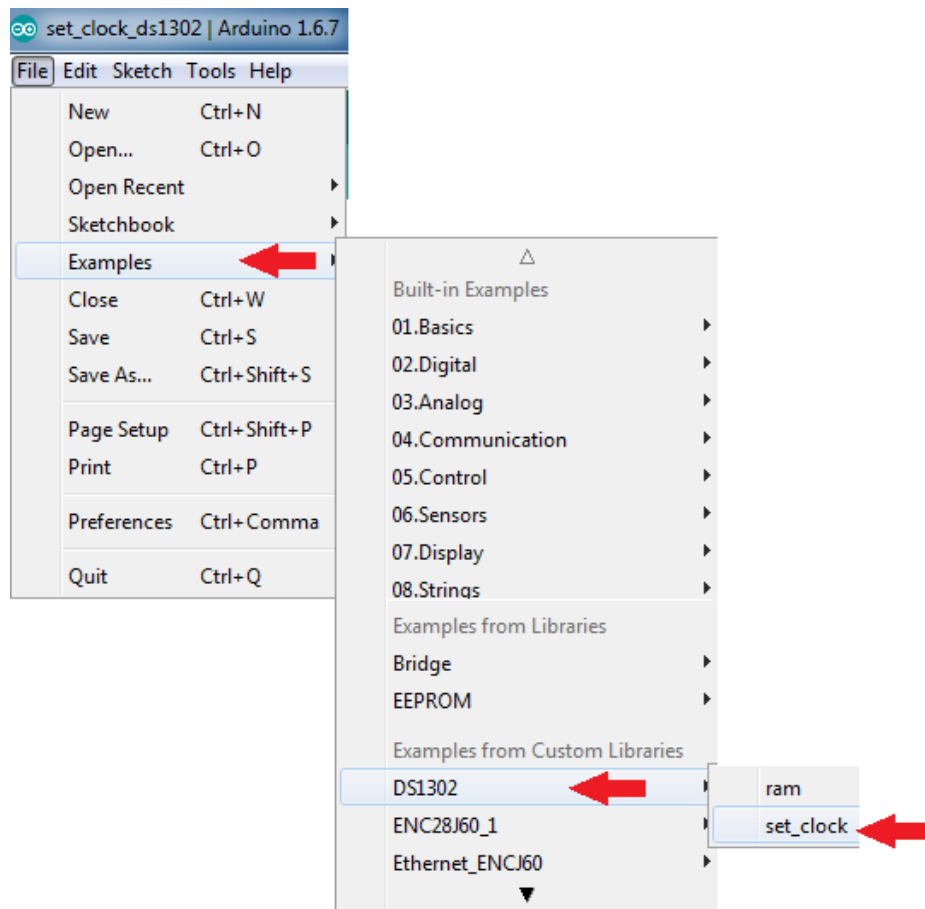 set_clock_ds1302 | Arduino 1.6.7
File Edit Sketch Tools Help
New Ctrl+N
Open... Ctrl+O
Open Recent
Sketchbook
Examples
Close Ctrl+W
Save Ctrl+S
Save As... Ctrl+Shift+S
Page Setup Ctrl+Shift+P
Print Ctrl+P
Preferences Ctrl+Comma
Quit Ctrl+Q
Built-in Examples
01.Basics
02.Digital
03.Analog
04.Communication
05.Control
06.Sensors
07.Display
08.Strings
Examples from Libraries
Bridge
EEPROM
Examples from Custom Libraries
DS1302
ENC28J60_1
Ethernet_ENCJ60
ram
set_clock